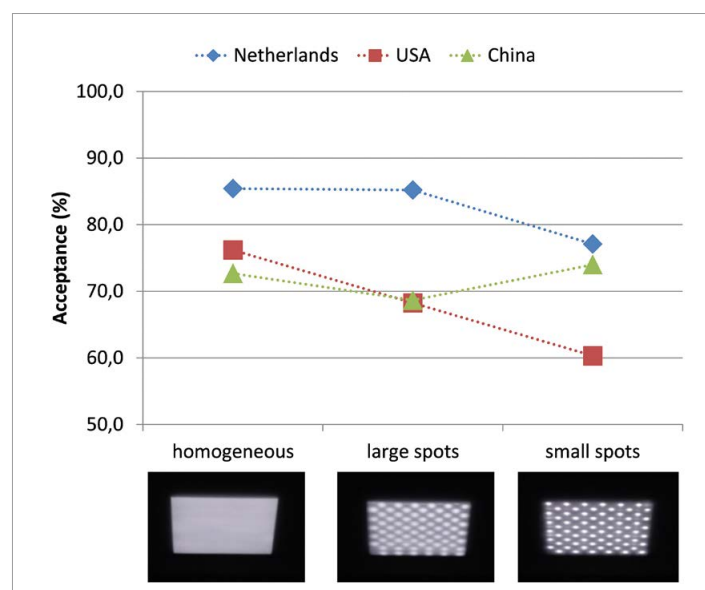 Netherlands USA China
100,0
90,0
80,0
70,0
60,0
50,0
Acceptance (%)
homogeneous large spots small spots